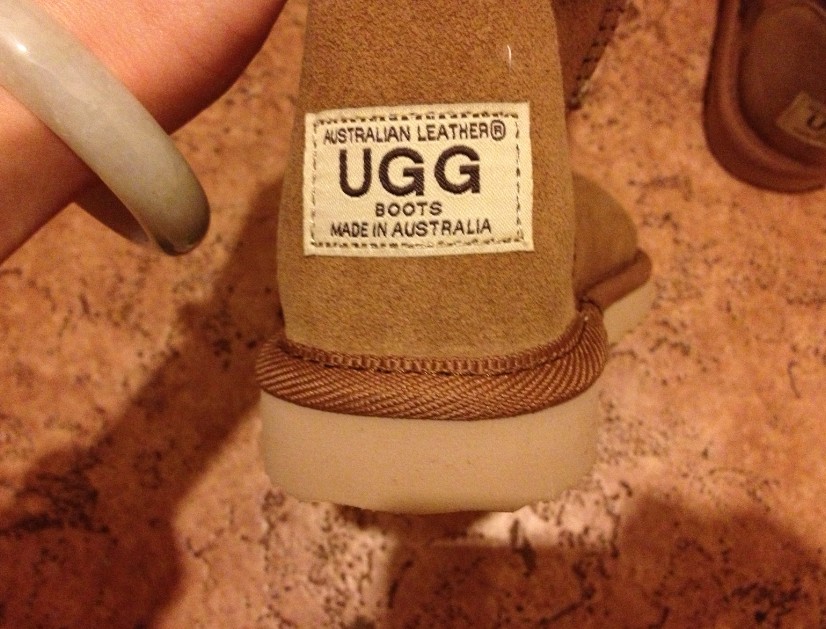 AUSTRALIAN LEATHER®
UGG
BOOTS
MADE IN AUSTRALIA